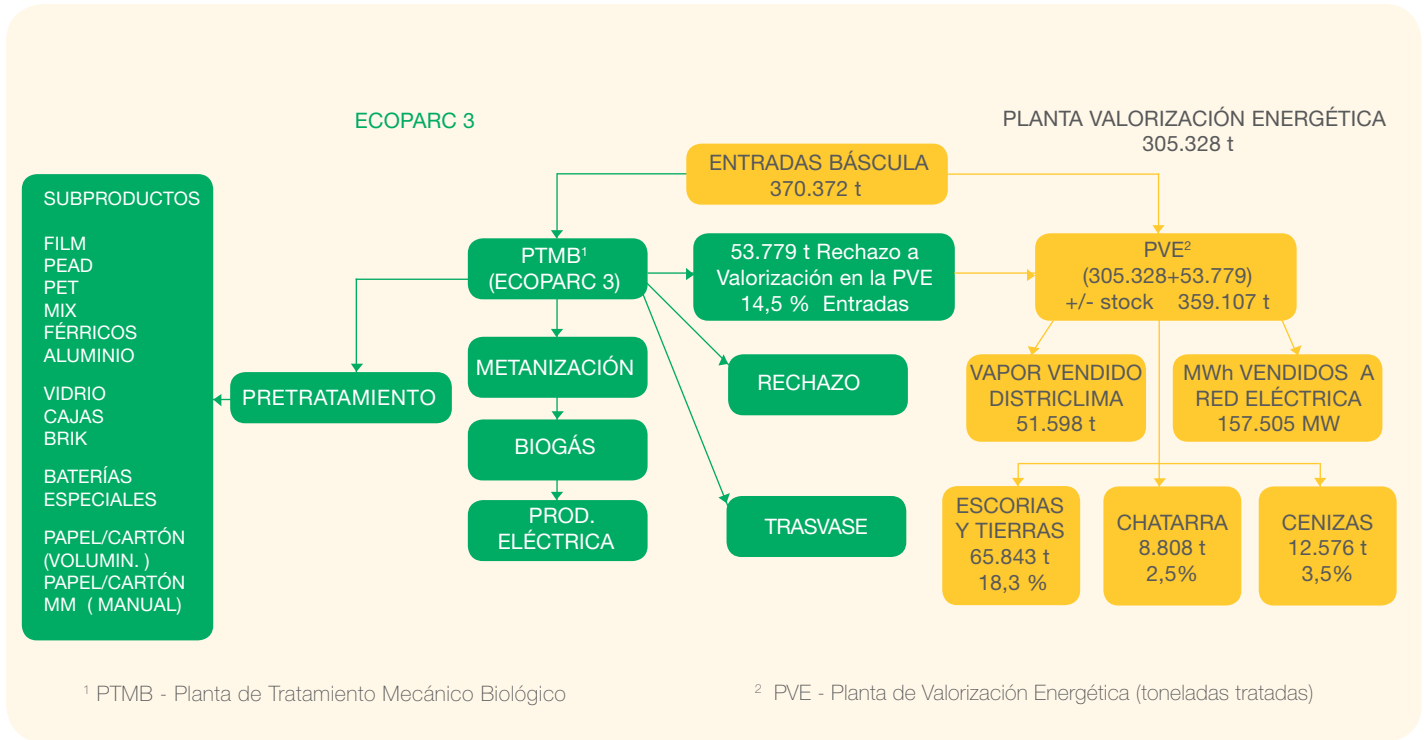 ECOPARC 3
PLANTA VALORIZACIÓN ENERGÉTICA
305.328 t
ENTRADAS BÁSCULA
370.372 t
SUBPRODUCTOS
FILM
PEAD
PET
MIX
FÉRRICOS
ALUMINIO
VIDRIO
CAJAS
BRIK
BATERÍAS
ESPECIALES
PAPEL/CARTÓN
(VOLUMIN. )
PAPEL/CARTÓN
MM ( MANUAL)
PRETRATAMIENTO
PTMB¹
(ECOPARC 3)
METANIZACIÓN
BIOGÁS
PROD.
ELÉCTRICA
53.779 t Rechazo a
Valorización en la PVE
14,5 % Entradas
RECHAZO
TRASVASE
PVE²
(305.328+53.779)
+/- stock 359.107 t
VAPOR VENDIDO
DISTRICLIMA
51.598 t
MWh VENDIDOS A
RED ELÉCTRICA
157.505 MW
ESCORIAS
Y TIERRAS
65.843 t
18,3 %
CHATARRA
8.808 t
2,5%
CENIZAS
12.576 t
3,5%
¹ PTMB - Planta de Tratamiento Mecánico Biológico
² PVE - Planta de Valorización Energética (toneladas tratadas)